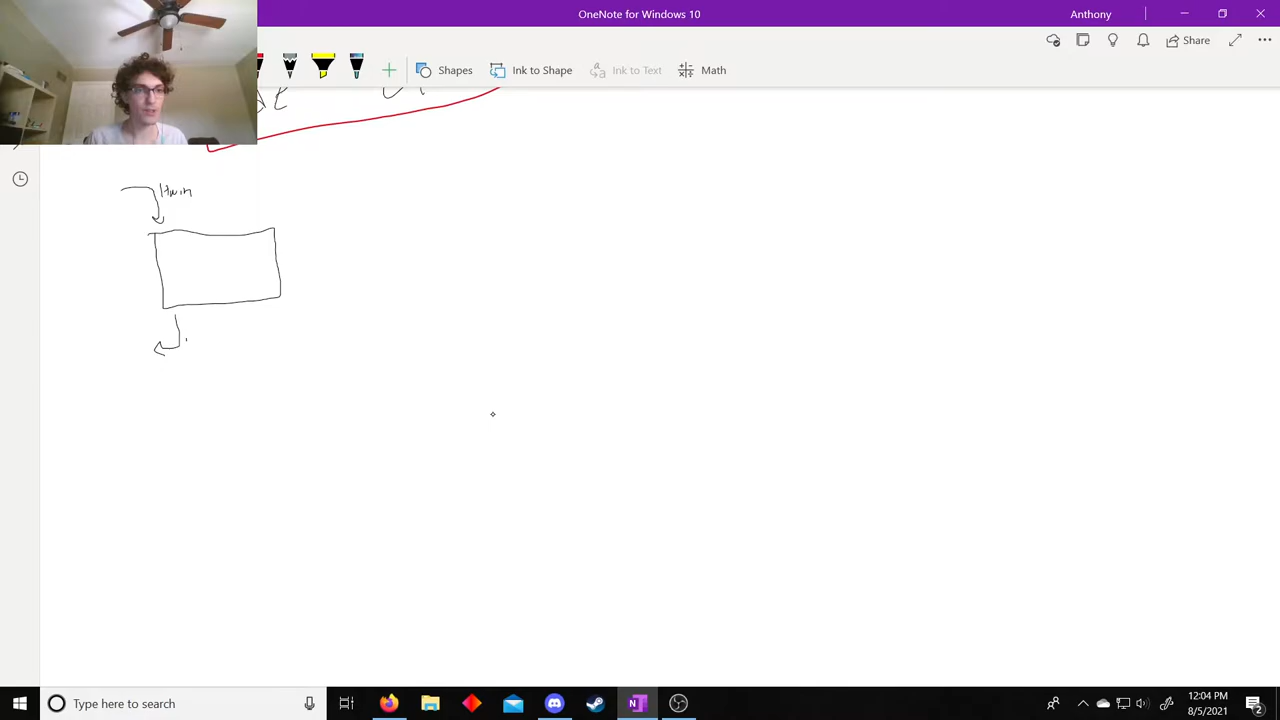 OneNote for Windows 10
Anthony
Shapes
Ink to Shape
Ink to Text
Math
Share
Type here to search
12:04 PM
8/5/2021
2